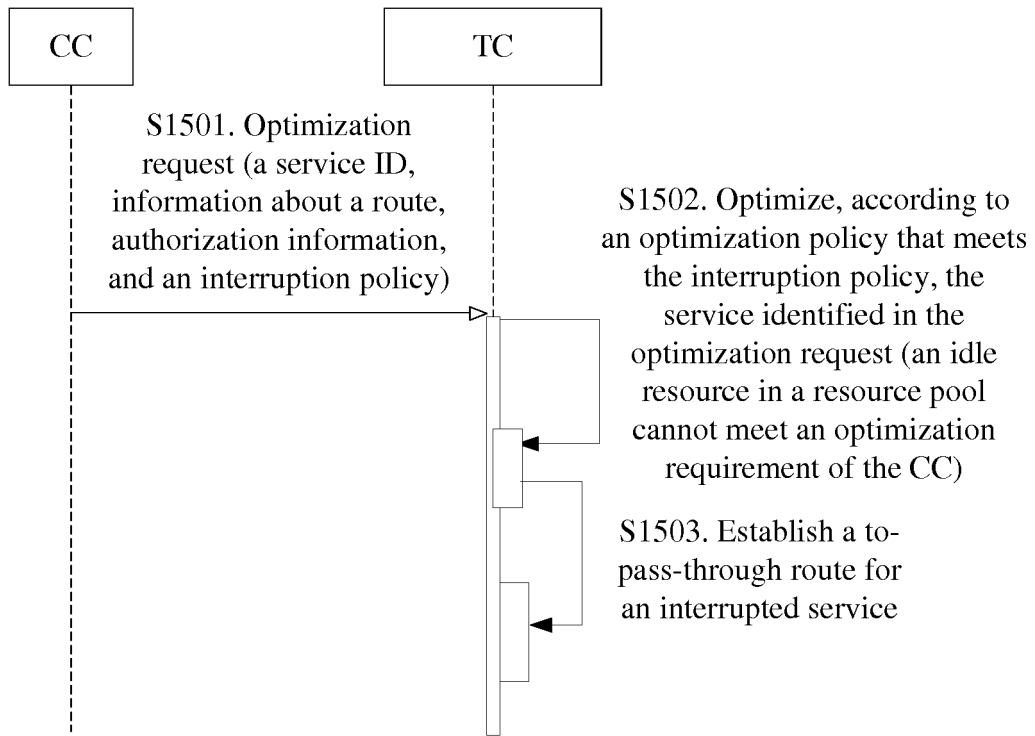 CC
TC
S1501. Optimization
request (a service ID,
information about a route,
authorization information,
and an interruption policy)
S1502. Optimize, according to
an optimization policy that meets
the interruption policy, the
service identified in the
optimization request (an idle
resource in a resource pool
cannot meet an optimization
requirement of the CC)
S1503. Establish a to-
pass-through route for
an interrupted service